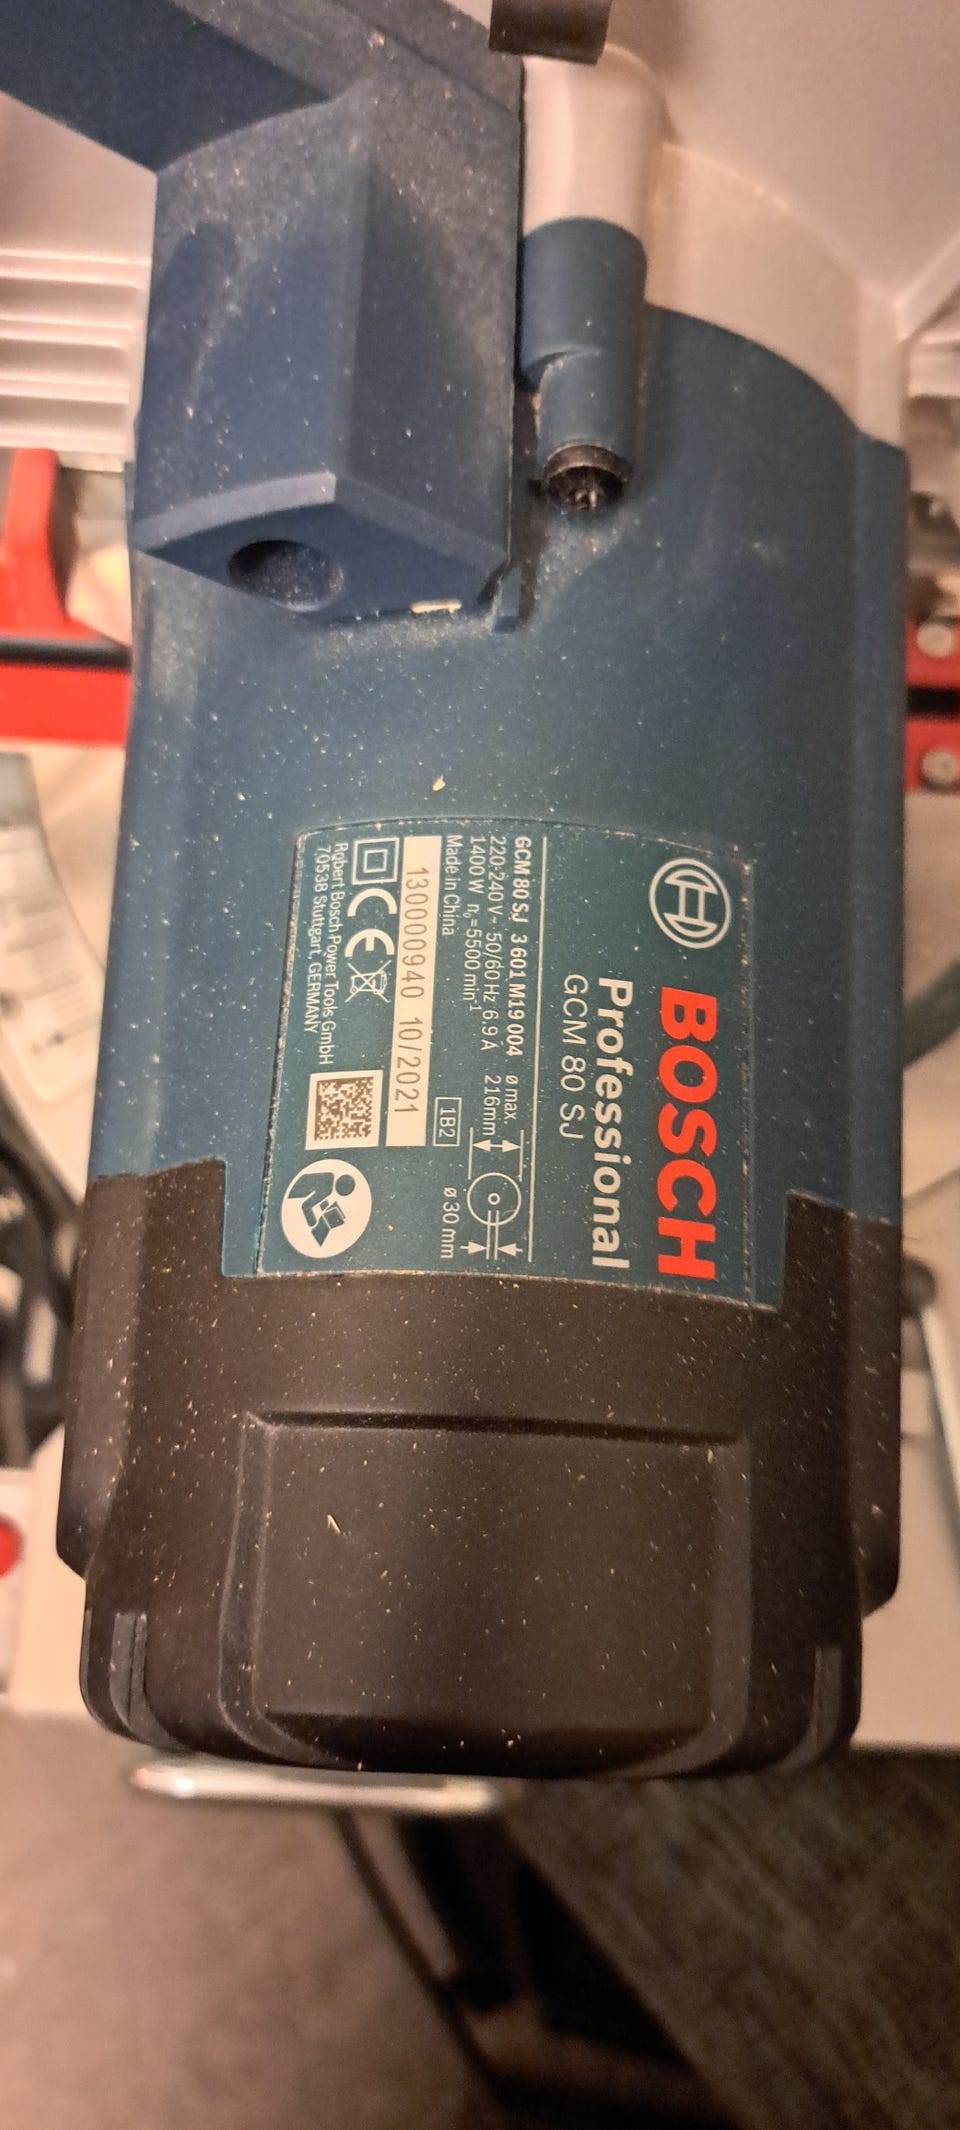 BOSCH
Professional
GCM 80 SJ
GCM 80 SJ 3 601 M19 004
220-240 V~ 50/60 Hz 6.9 A
1400 W n₀=5500 min⁻¹
Made in China
ø max.
216mm
ø 30 mm
1B2
130000940 10/2021
CE
Robert Bosch Power Tools GmbH
70538 Stuttgart, GERMANY